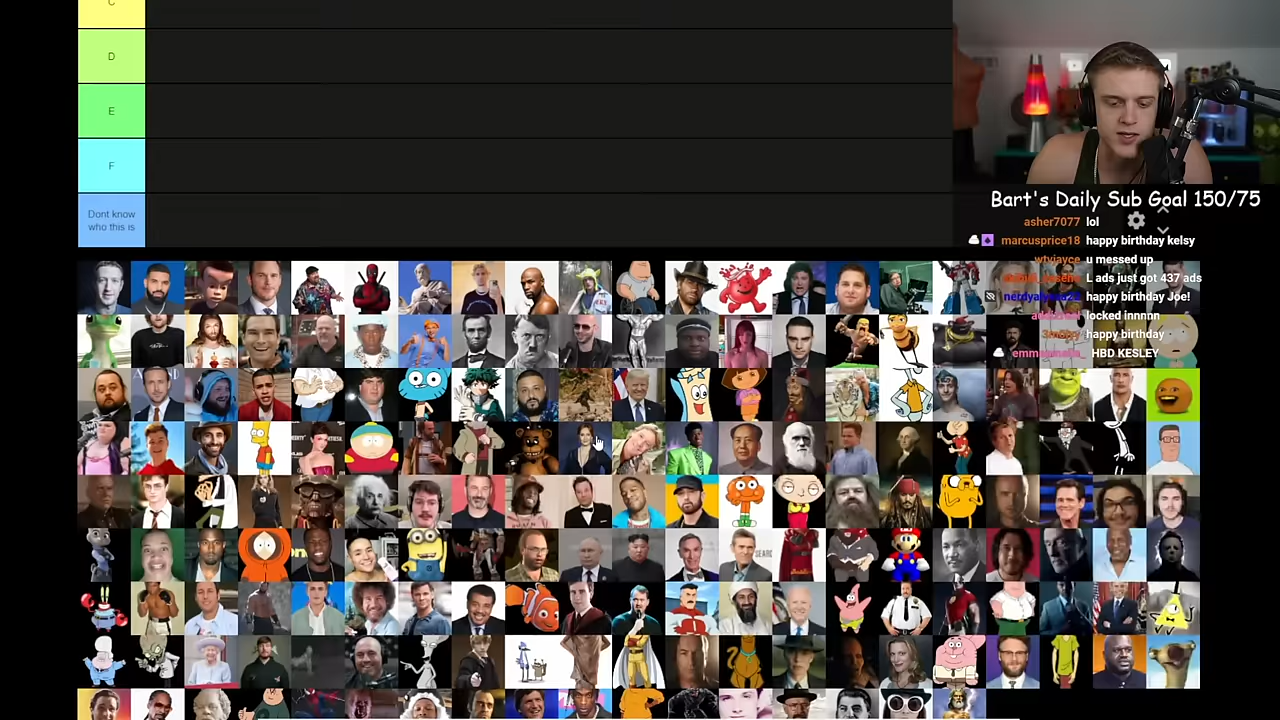 C
D
E
F
Dont know
who this is
Bart's Daily Sub Goal 150/75
asher7077 lol
marcusprice18 happy birthday kelsy
wtvjayce u messed up
L ads just got 437 ads
happy birthday Joe!
locked innnnn
happy birthday
HBD KESLEY